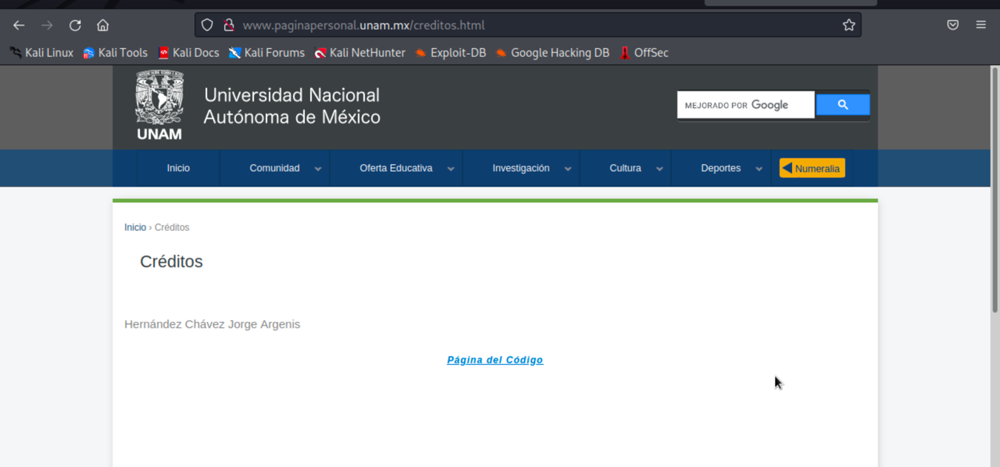 www.paginapersonal.unam.mx/creditos.html
Kali Linux Kali Tools Kali Docs Kali Forums Kali NetHunter Exploit-DB Google Hacking DB OffSec
Universidad Nacional
Autónoma de México
UNAM
MEJORADO POR Google
Inicio Comunidad Oferta Educativa Investigación Cultura Deportes Numeralia
Inicio › Créditos
Créditos
Hernández Chávez Jorge Argenis
Página del Código